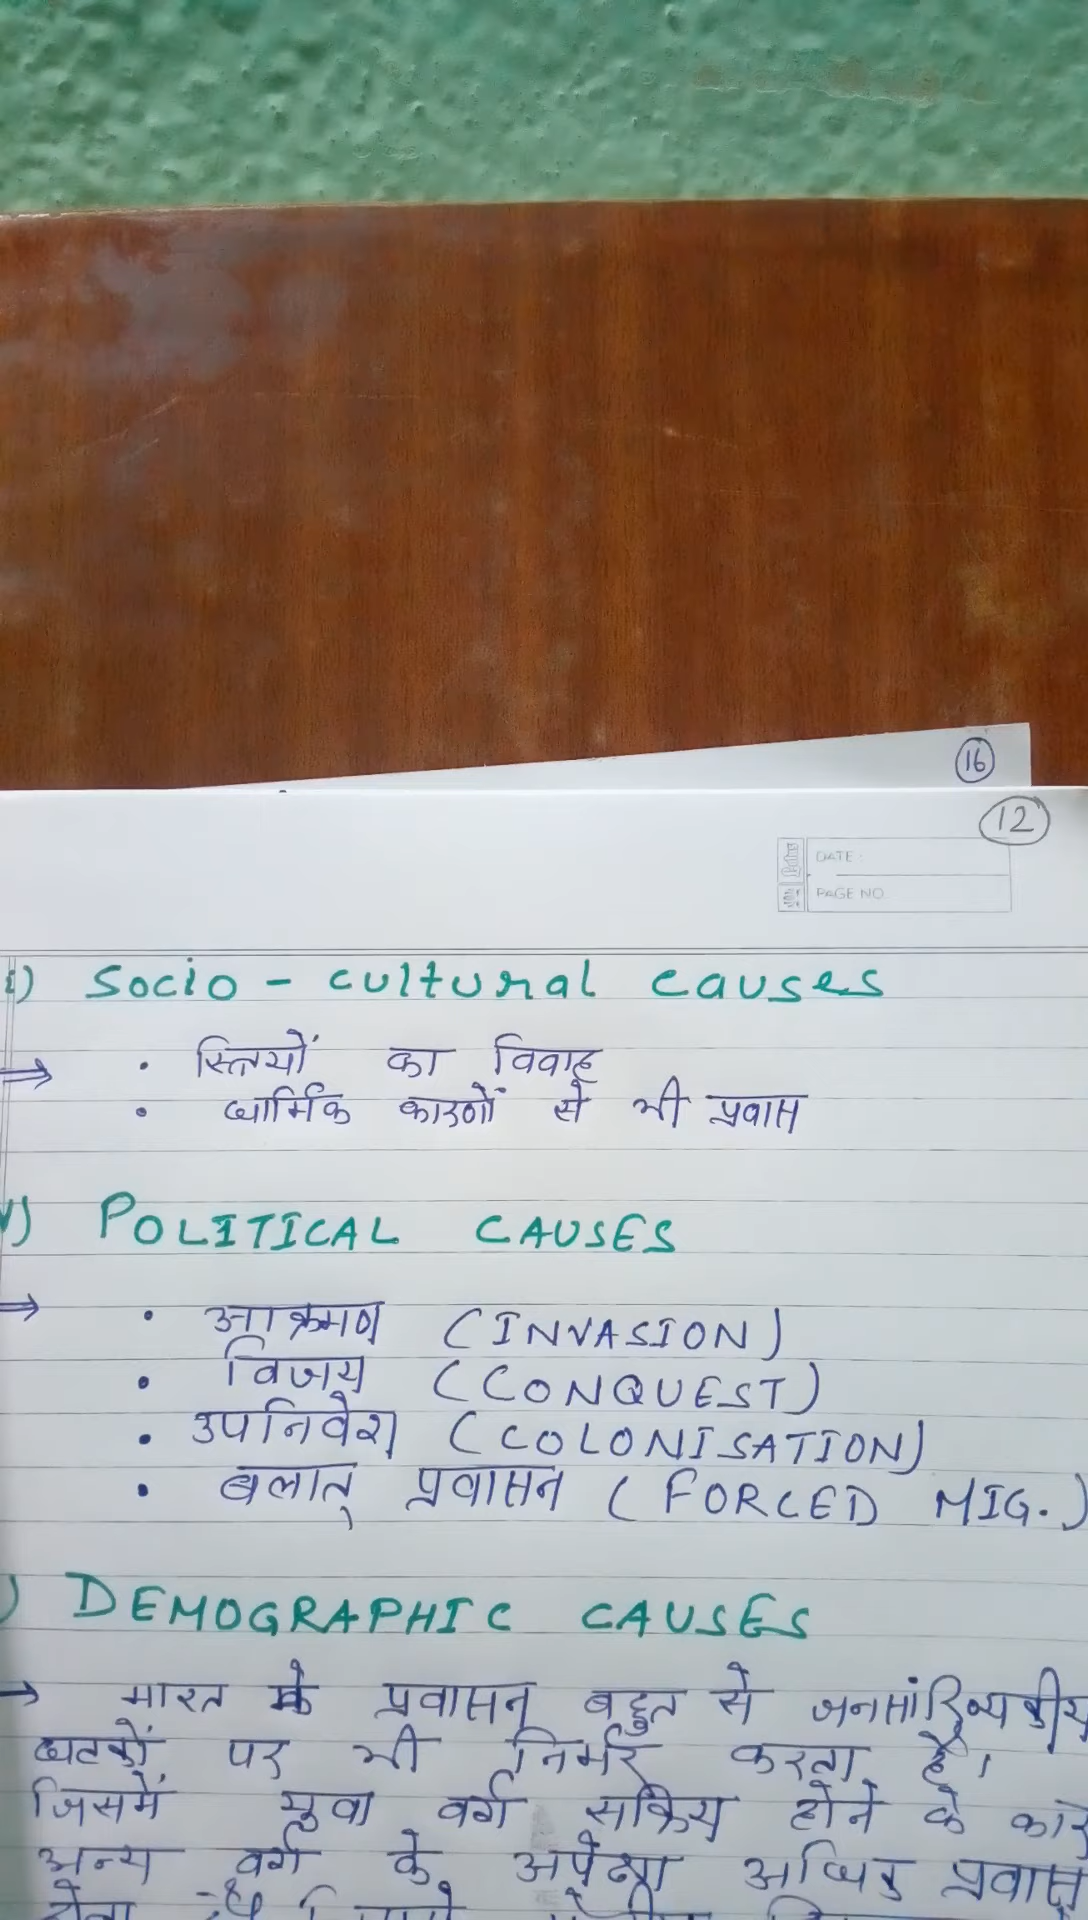 16
12
DATE :
PAGE NO.
) Socio - cultural causes
⇒ • स्त्रियों का विवाह
• धार्मिक कारणों से भी प्रवास
) POLITICAL CAUSES
⇒ • आक्रमण (INVASION)
• विजय (CONQUEST)
• उपनिवेश (COLONISATION)
• बलात् प्रवासन (FORCED MIG.)
) DEMOGRAPHIC CAUSES
→ भारत के प्रवासन बहुत से जनसांख्यिकीय
घटकों पर भी निर्भर करता है।
जिसमें युवा वर्ग सक्रिय होने के कार
अन्य वर्ग के अपेक्षा अधिक प्रवास